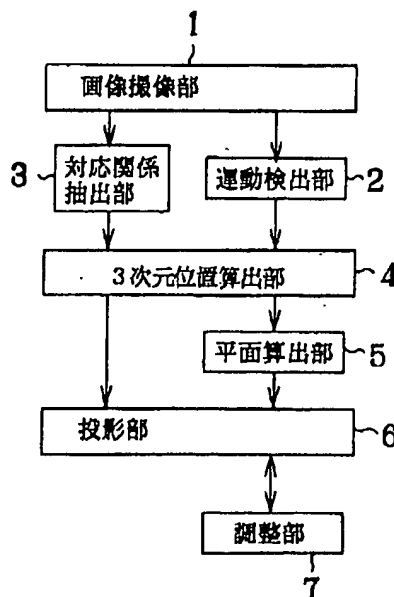 1
画像撮像部
3
対応関係
抽出部
運動検出部
2
3次元位置算出部
4
平面算出部
5
投影部
6
調整部
7